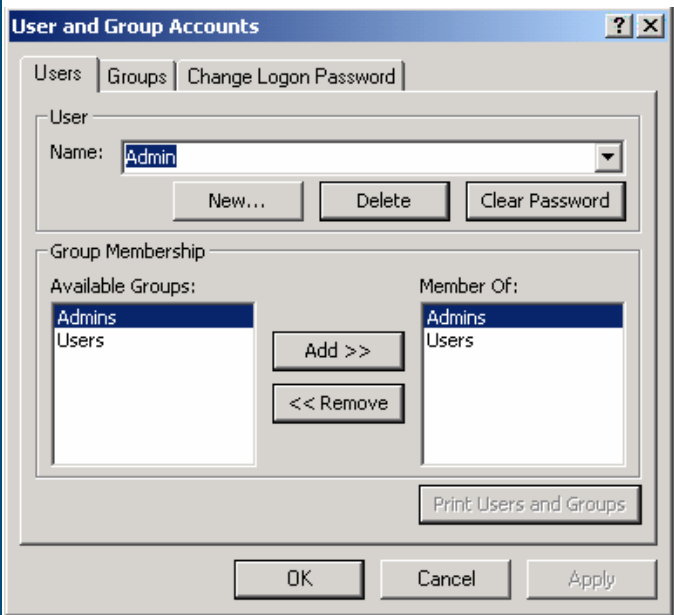 User and Group Accounts
Users Groups Change Logon Password
User
Name: Admin
New... Delete Clear Password
Group Membership
Available Groups: Member Of:
Admins Admins
Users Users
Add >>
<< Remove
Print Users and Groups
OK Cancel Apply